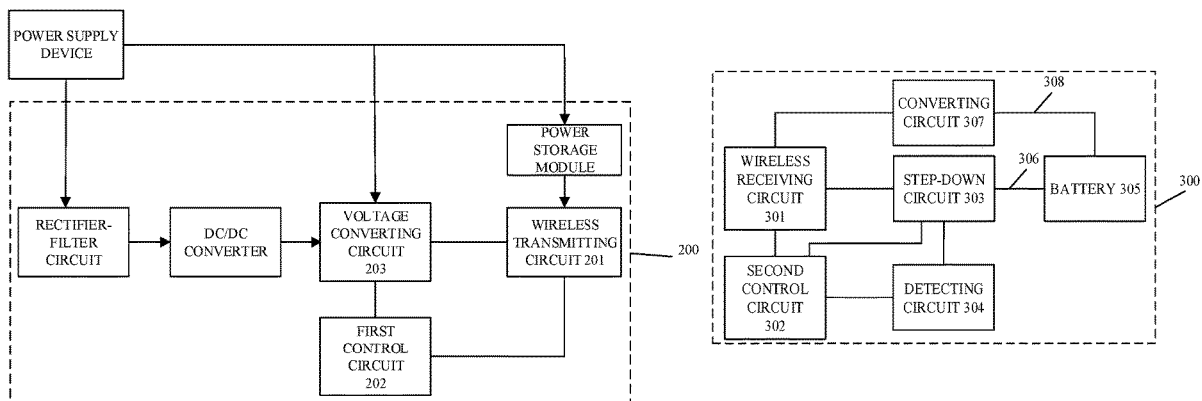 POWER SUPPLY
DEVICE
POWER
STORAGE
MODULE
RECTIFIER-
FILTER
CIRCUIT
DC/DC
CONVERTER
VOLTAGE
CONVERTING
CIRCUIT
203
WIRELESS
TRANSMITTING
CIRCUIT 201
200
FIRST
CONTROL
CIRCUIT
202
308
CONVERTING
CIRCUIT 307
306
WIRELESS
RECEIVING
CIRCUIT
301
STEP-DOWN
CIRCUIT 303
BATTERY 305
300
SECOND
CONTROL
CIRCUIT
302
DETECTING
CIRCUIT 304